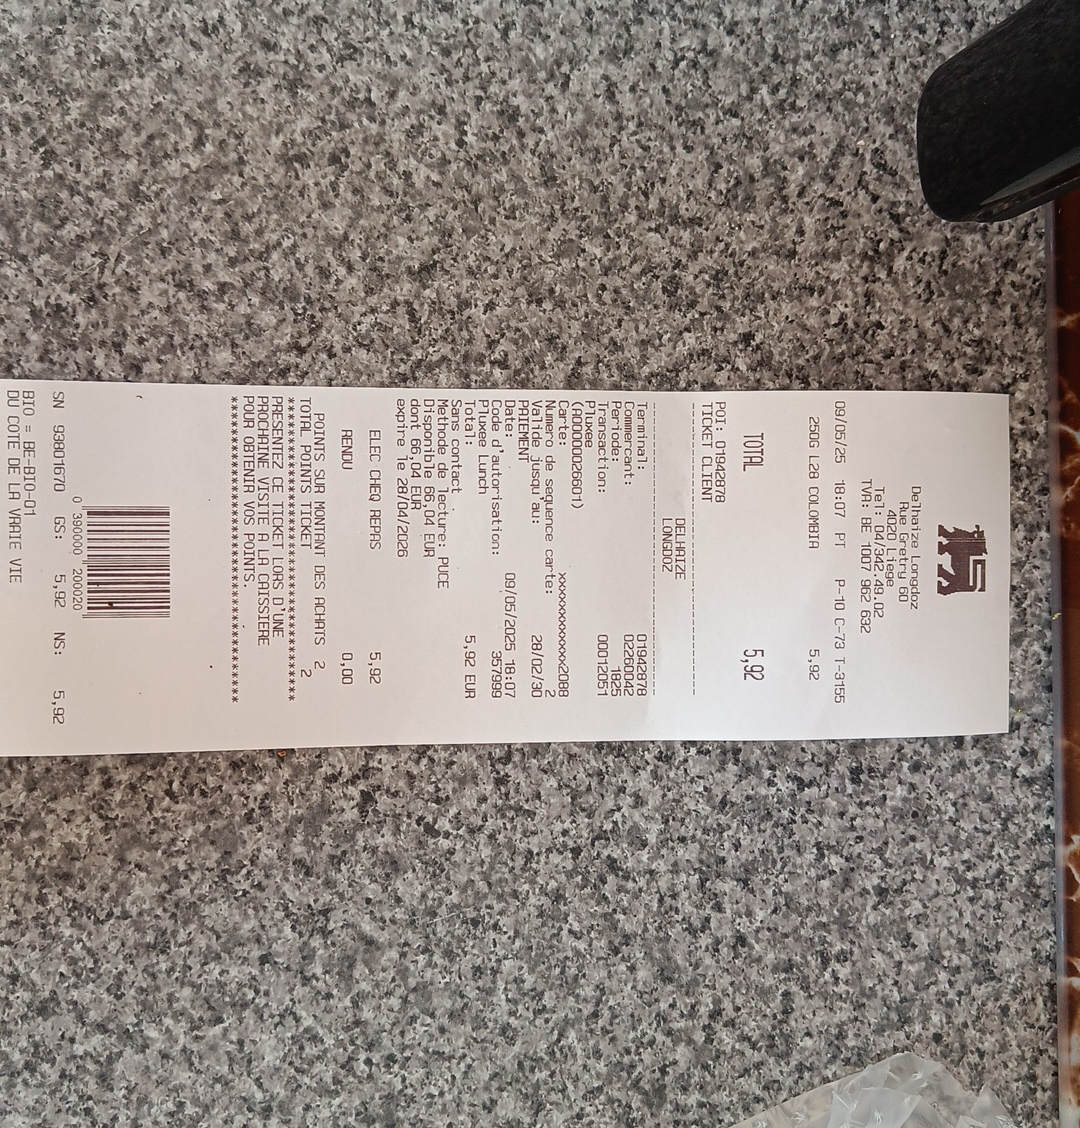 Delhaize Longdoz
Rue Gretry 60
4020 Liege
Tel: 04/342.49.02
TVA: BE 1007 962 632
09/05/25 18:07 PT P-10 C-73 T-3155
250G L28 COLOMBIA 5,92
TOTAL 5,92
POI: 01942878
TICKET CLIENT
DELHAIZE
LONGDOZ
Terminal: 01942878
Commercant: 02260042
Periode: 1825
Transaction: 00012051
Pluxee
(A00000026601)
Carte: xxxxxxxxxxxx2088
Numero de sequence carte: 2
Valide jusqu'au: 28/02/30
PAIEMENT
Date: 09/05/2025 18:07
Code d'autorisation: 357999
Pluxee Lunch
Total: 5,92 EUR
Sans contact
Methode de lecture: PUCE
Disponible 66,04 EUR
dont 66,04 EUR
expire le 28/04/2026
ELEC CHEQ REPAS 5,92
RENDU 0,00
POINTS SUR MONTANT DES ACHATS 2
TOTAL POINTS TICKET 2
****************************************
PRESENTEZ CE TICKET LORS D'UNE
PROCHAINE VISITE A LA CAISSIERE
POUR OBTENIR VOS POINTS.
****************************************
0 390000 200020
SN 93801670 GS: 5,92 NS: 5,92
BIO = BE-BIO-01
DU COTE DE LA VRAIE VIE